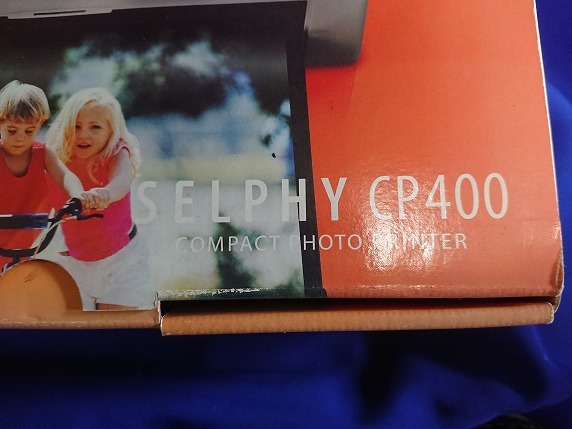 SELPHY CP400
COMPACT PHOTO PRINTER